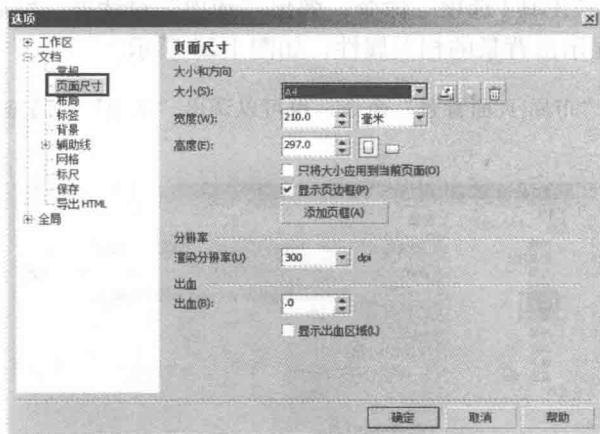 选项
工作区
文档
常规
页面尺寸
布局
标签
背景
辅助线
网格
标尺
保存
导出 HTML
全局
页面尺寸
大小和方向
大小(S): A4
宽度(W): 210.0 毫米
高度(E): 297.0
只将大小应用到当前页面(O)
显示页边框(P)
添加页框(A)
分辨率
渲染分辨率(U) 300 dpi
出血
出血(B): .0
显示出血区域(L)
确定 取消 帮助